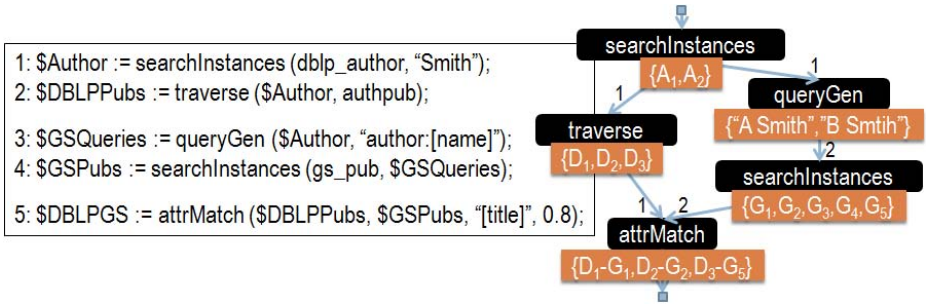 1: $Author := searchInstances (dblp_author, “Smith”);
2: $DBLPPubs := traverse ($Author, authpub);
3: $GSQueries := queryGen ($Author, “author:[name]”);
4: $GSPubs := searchInstances (gs_pub, $GSQueries);
5: $DBLPGS := attrMatch ($DBLPPubs, $GSPubs, “[title]”, 0.8);
searchInstances
{A1,A2}
1
1
queryGen
{“A Smith”,”B Smtih”}
traverse
{D1,D2,D3}
2
searchInstances
{G1,G2,G3,G4,G5}
1
2
attrMatch
{D1-G1,D2-G2,D3-G5}